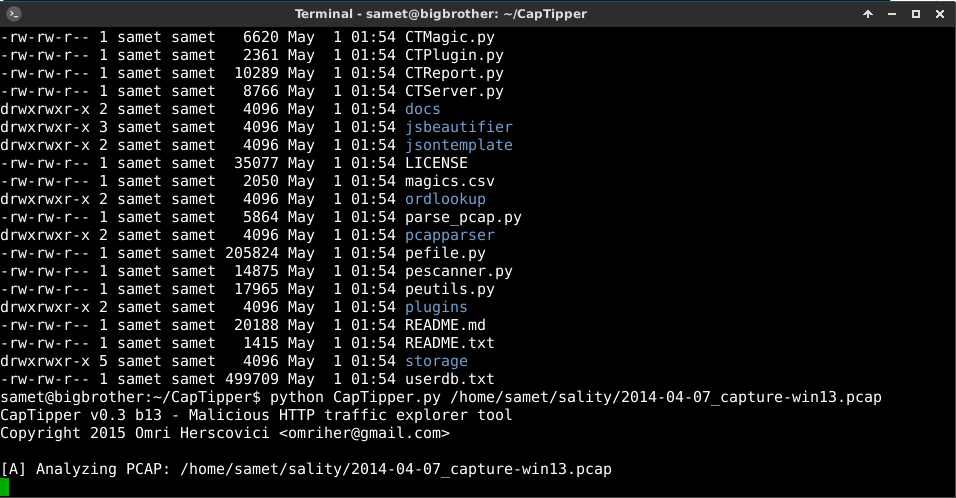 Terminal - samet@bigbrother: ~/CapTipper
-rw-rw-r-- 1 samet samet   6620 May  1 01:54 CTMagic.py
-rw-rw-r-- 1 samet samet   2361 May  1 01:54 CTPlugin.py
-rw-rw-r-- 1 samet samet  10289 May  1 01:54 CTReport.py
-rw-rw-r-- 1 samet samet   8766 May  1 01:54 CTServer.py
drwxrwxr-x 2 samet samet   4096 May  1 01:54 docs
drwxrwxr-x 3 samet samet   4096 May  1 01:54 jsbeautifier
drwxrwxr-x 2 samet samet   4096 May  1 01:54 jsontemplate
-rw-rw-r-- 1 samet samet  35077 May  1 01:54 LICENSE
-rw-rw-r-- 1 samet samet   2050 May  1 01:54 magics.csv
drwxrwxr-x 2 samet samet   4096 May  1 01:54 ordlookup
-rw-rw-r-- 1 samet samet   5864 May  1 01:54 parse_pcap.py
drwxrwxr-x 2 samet samet   4096 May  1 01:54 pcapparser
-rw-rw-r-- 1 samet samet 205824 May  1 01:54 pefile.py
-rw-rw-r-- 1 samet samet  14875 May  1 01:54 pescanner.py
-rw-rw-r-- 1 samet samet  17965 May  1 01:54 peutils.py
drwxrwxr-x 2 samet samet   4096 May  1 01:54 plugins
-rw-rw-r-- 1 samet samet  20188 May  1 01:54 README.md
-rw-rw-r-- 1 samet samet   1415 May  1 01:54 README.txt
drwxrwxr-x 5 samet samet   4096 May  1 01:54 storage
-rw-rw-r-- 1 samet samet 499709 May  1 01:54 userdb.txt
samet@bigbrother:~/CapTipper$ python CapTipper.py /home/samet/sality/2014-04-07_capture-win13.pcap
CapTipper v0.3 b13 - Malicious HTTP traffic explorer tool
Copyright 2015 Omri Herscovici <omriher@gmail.com>
[A] Analyzing PCAP: /home/samet/sality/2014-04-07_capture-win13.pcap